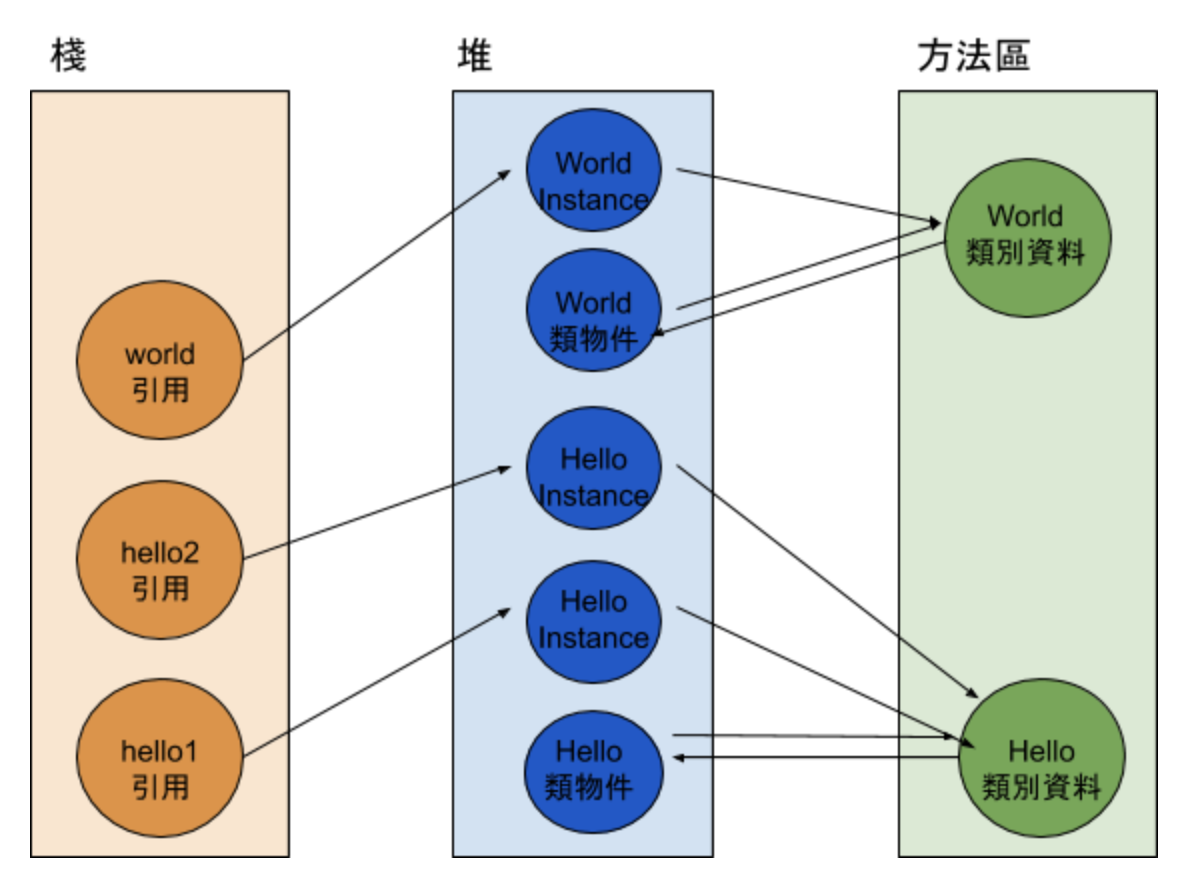 棧
world
引用
hello2
引用
hello1
引用
堆
World
Instance
World
類物件
Hello
Instance
Hello
Instance
Hello
類物件
方法區
World
類別資料
Hello
類別資料